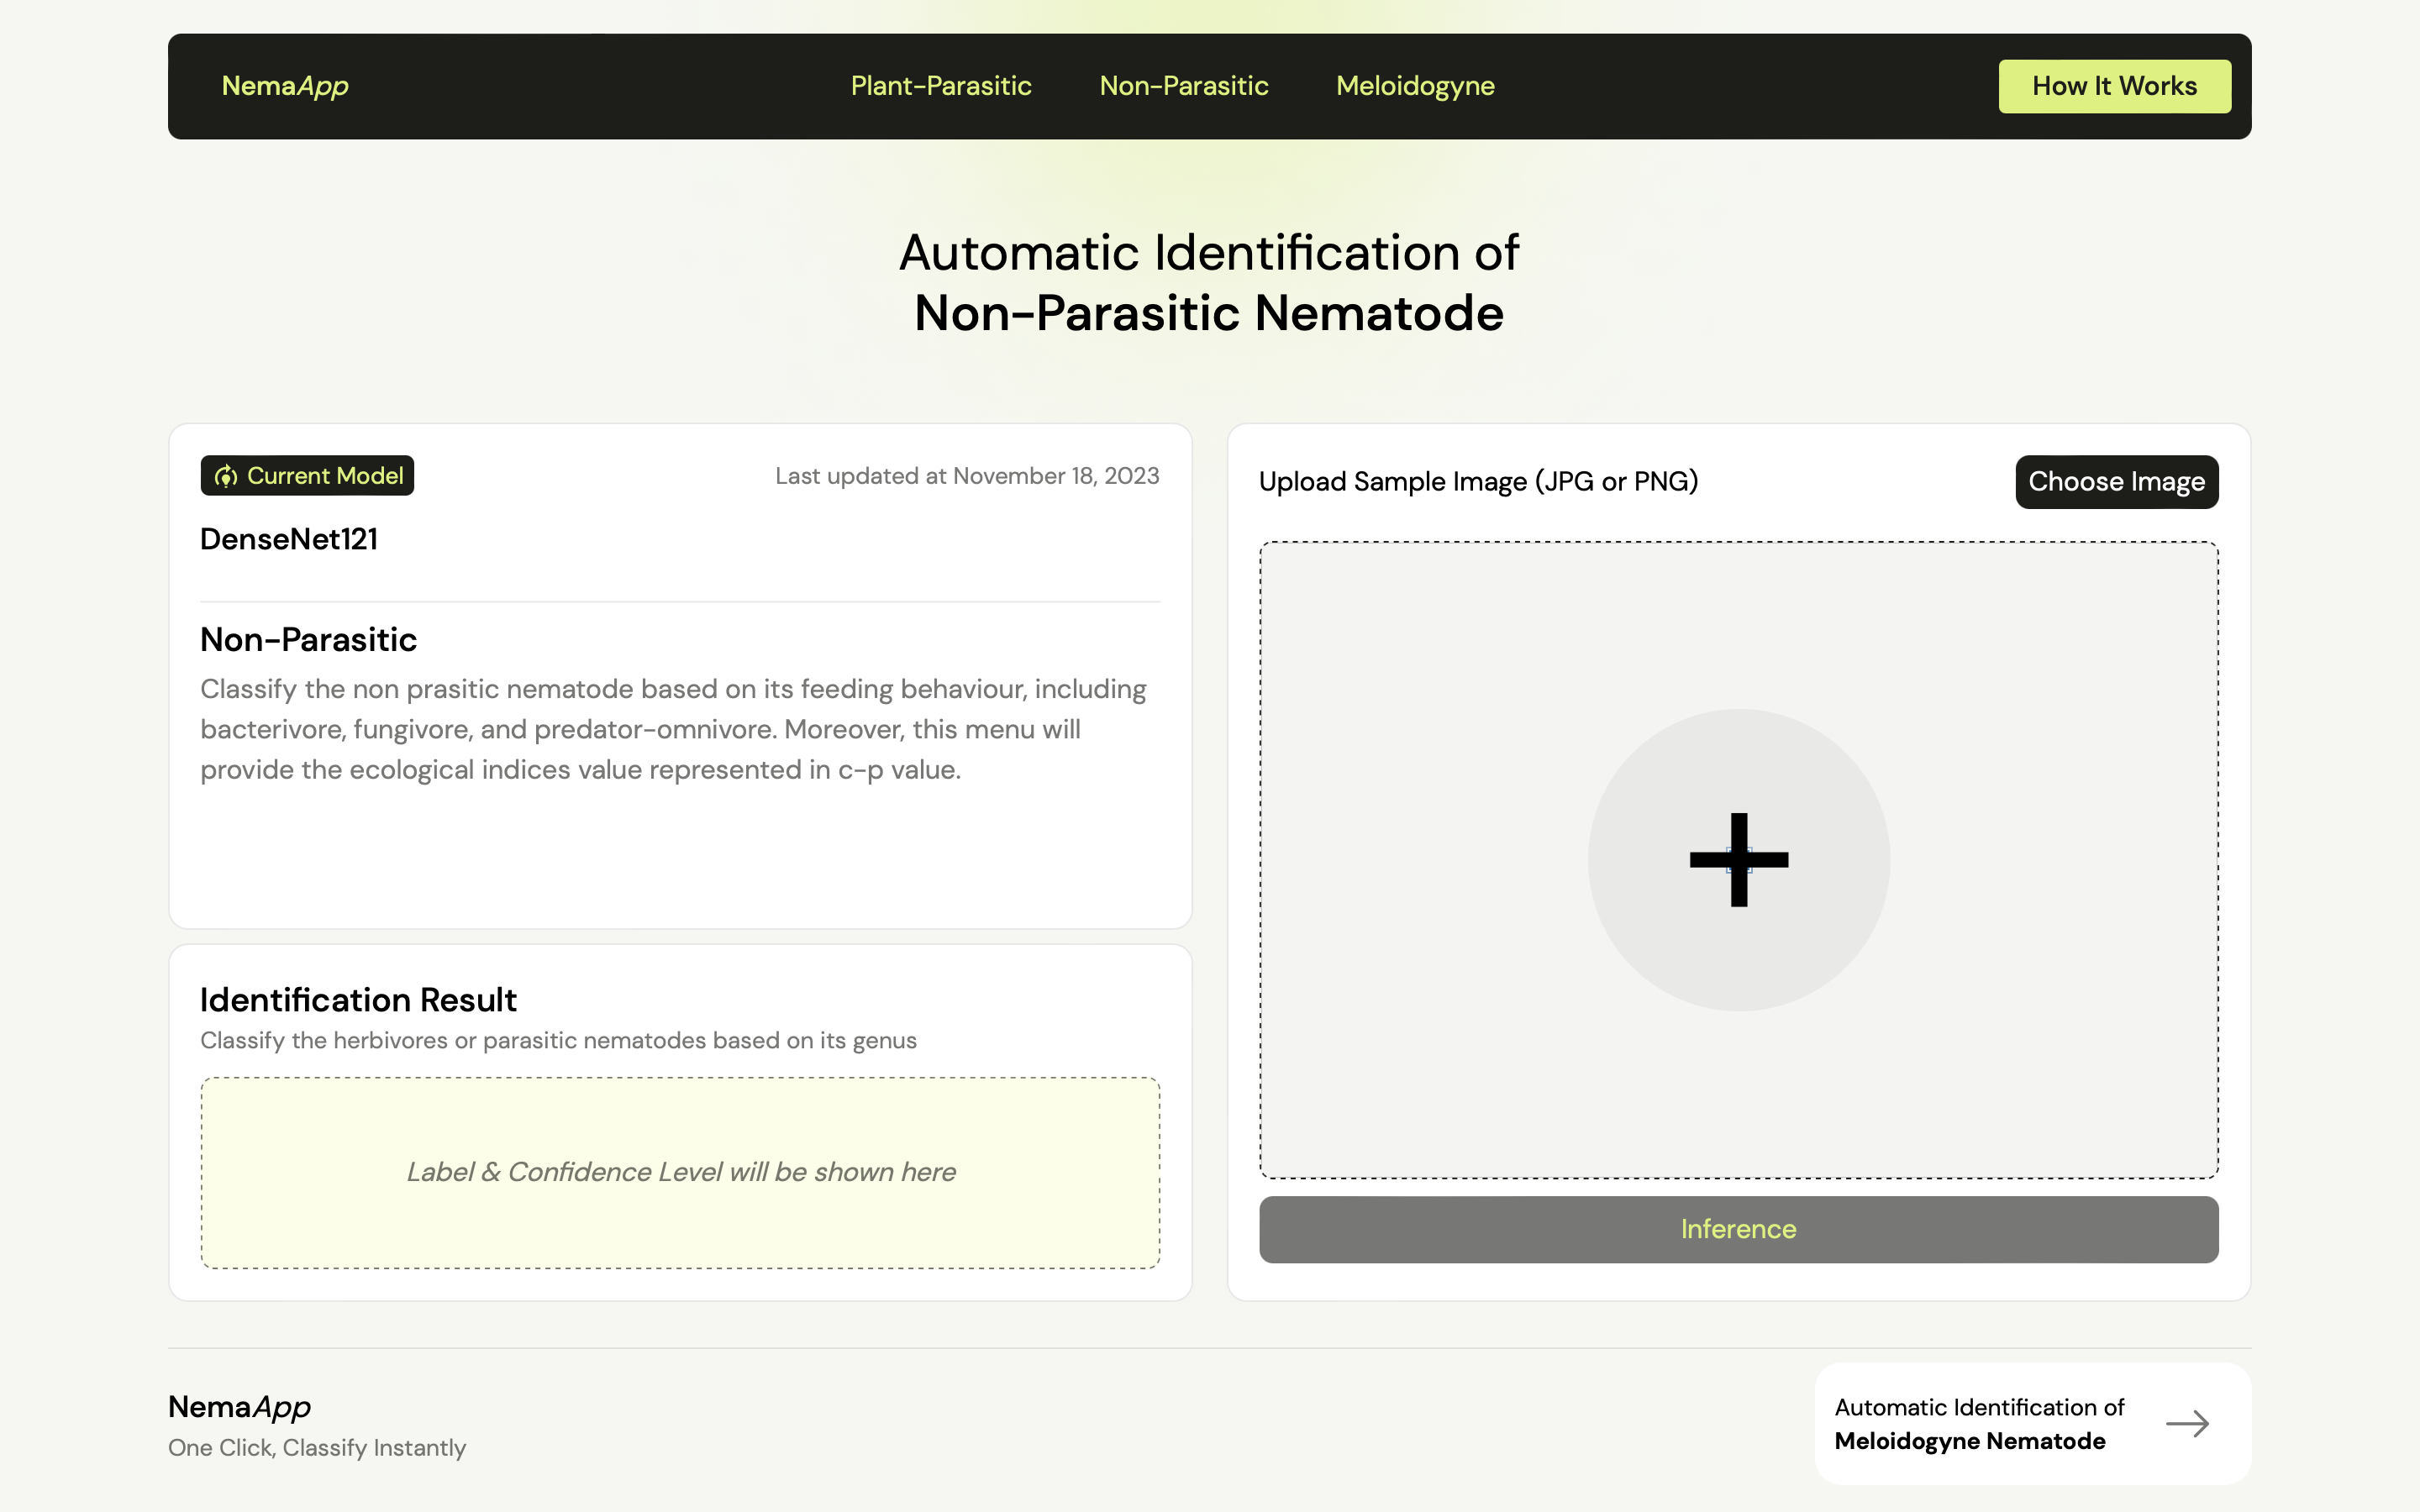 NemaApp
Plant-Parasitic
Non-Parasitic
Meloidogyne
How It Works
Automatic Identification of
Non-Parasitic Nematode
Current Model
Last updated at November 18, 2023
DenseNet121
Non-Parasitic
Classify the non prasitic nematode based on its feeding behaviour, including
bacterivore, fungivore, and predator-omnivore. Moreover, this menu will
provide the ecological indices value represented in c-p value.
Identification Result
Classify the herbivores or parasitic nematodes based on its genus
Label & Confidence Level will be shown here
Upload Sample Image (JPG or PNG)
Choose Image
Inference
NemaApp
One Click, Classify Instantly
Automatic Identification of
Meloidogyne Nematode